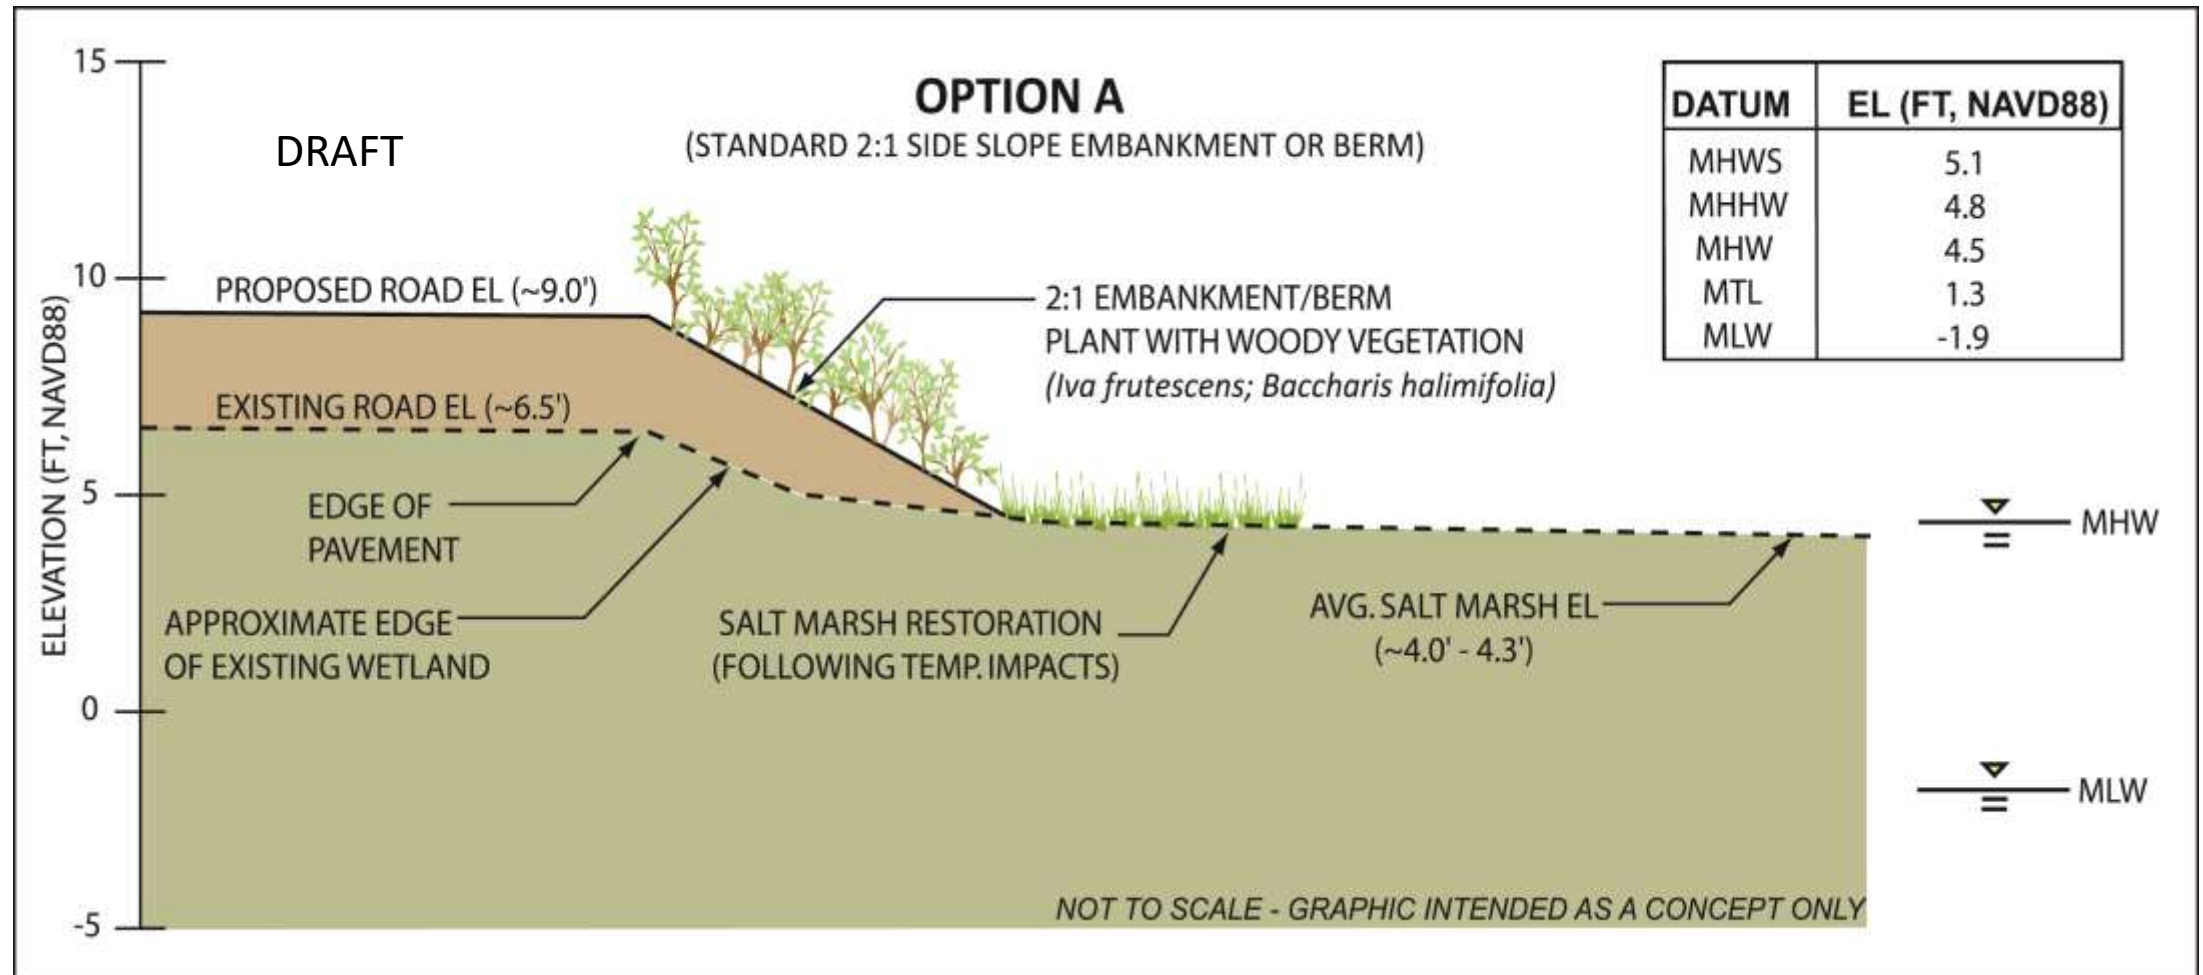 15
DRAFT
OPTION A
(STANDARD 2:1 SIDE SLOPE EMBANKMENT OR BERM)
DATUM EL (FT, NAVD88)
MHWS 5.1
MHHW 4.8
MHW 4.5
MTL 1.3
MLW -1.9
10
PROPOSED ROAD EL (~9.0')
2:1 EMBANKMENT/BERM
PLANT WITH WOODY VEGETATION
(Iva frutescens; Baccharis halimifolia)
EXISTING ROAD EL (~6.5')
ELEVATION (FT, NAVD88)
5
EDGE OF
PAVEMENT
MHW
APPROXIMATE EDGE
OF EXISTING WETLAND
SALT MARSH RESTORATION
(FOLLOWING TEMP. IMPACTS)
AVG. SALT MARSH EL
(~4.0' - 4.3')
0
MLW
-5
NOT TO SCALE - GRAPHIC INTENDED AS A CONCEPT ONLY